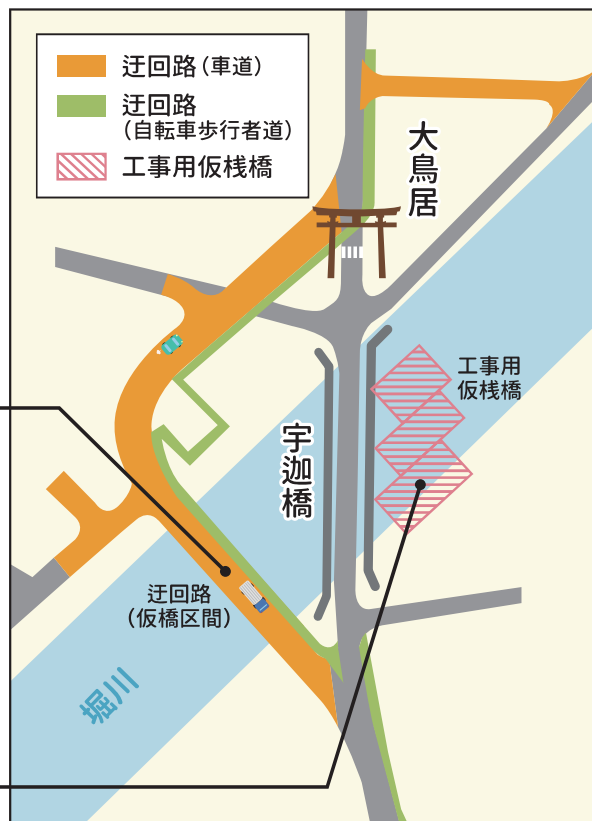 迂回路（車道）
迂回路
（自転車歩行者道）
工事用仮桟橋
大鳥居
工事用
仮桟橋
宇迦橋
迂回路
（仮橋区間）
堀川